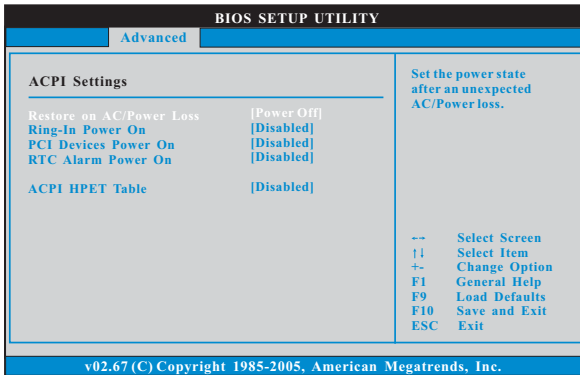 BIOS SETUP UTILITY
Advanced
ACPI Settings
Restore on AC/Power Loss [Power Off]
Ring-In Power On [Disabled]
PCI Devices Power On [Disabled]
RTC Alarm Power On [Disabled]
ACPI HPET Table [Disabled]
Set the power state
after an unexpected
AC/Power loss.
←→ Select Screen
↑↓ Select Item
+- Change Option
F1 General Help
F9 Load Defaults
F10 Save and Exit
ESC Exit
v02.67 (C) Copyright 1985-2005, American Megatrends, Inc.